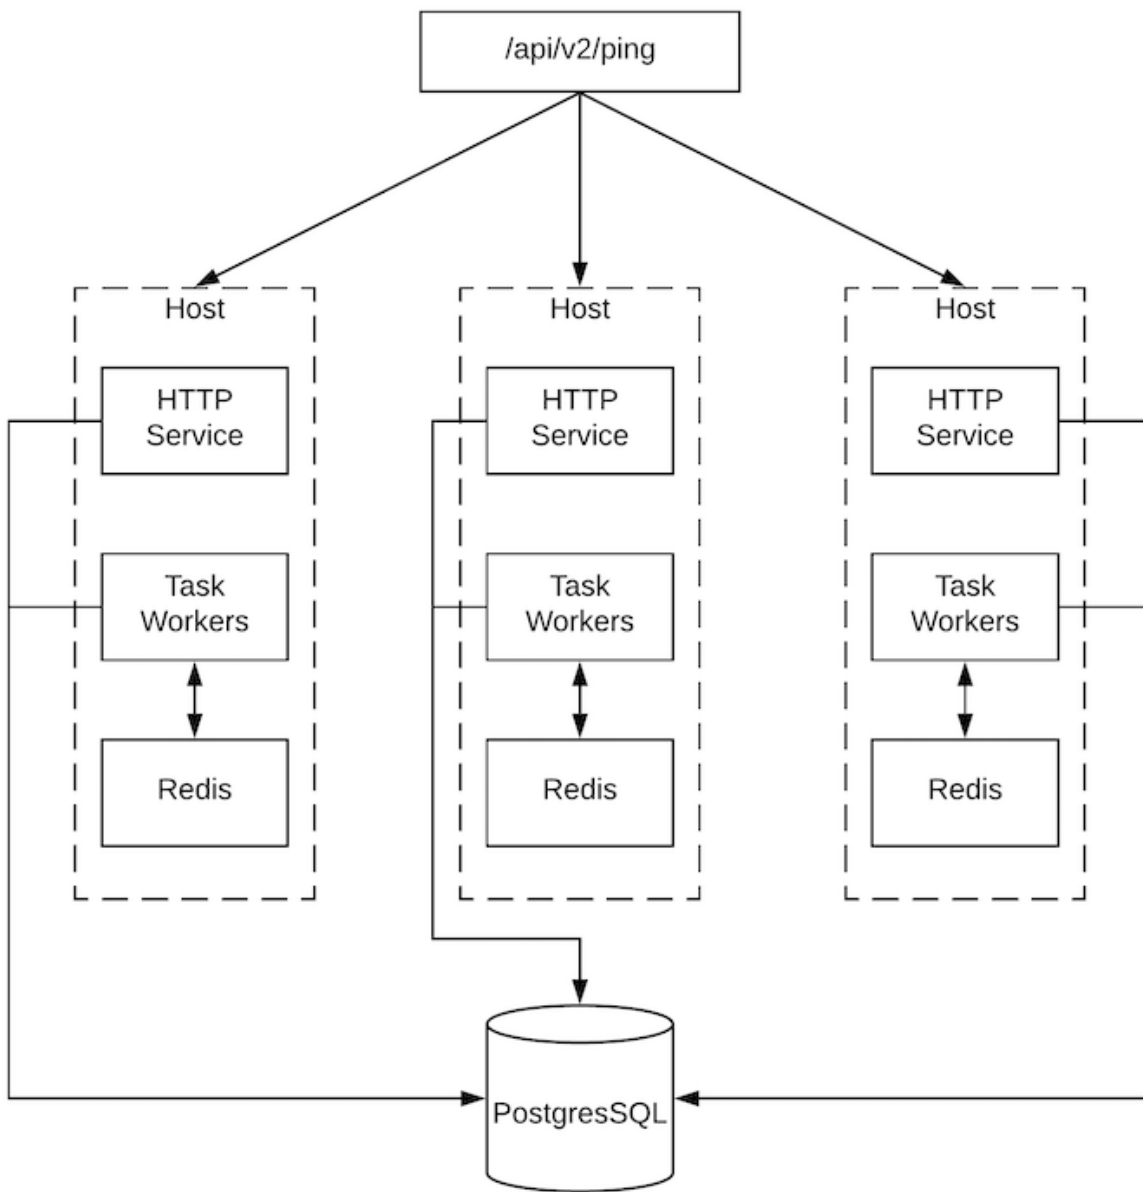 /api/v2/ping
Host
Host
Host
HTTP
Service
HTTP
Service
HTTP
Service
Task
Workers
Task
Workers
Task
Workers
Redis
Redis
Redis
PostgresSQL